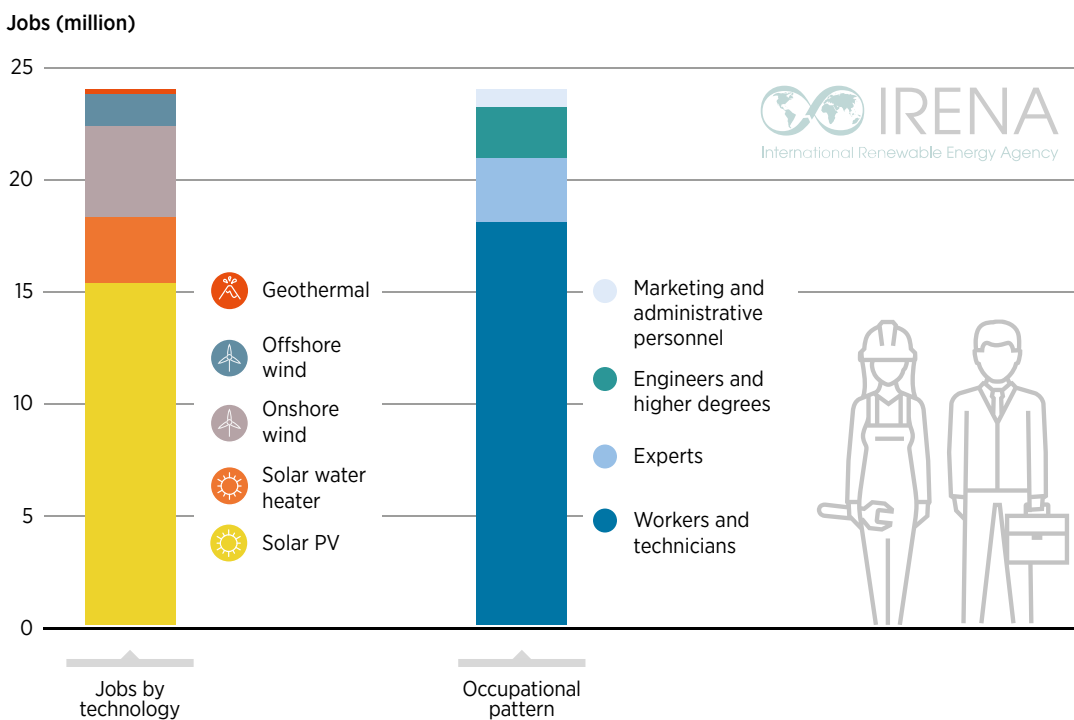 Jobs (million)
25
20
15
10
5
0
IRENA
International Renewable Energy Agency
Geothermal
Offshore
wind
Onshore
wind
Solar water
heater
Solar PV
Marketing and
administrative
personnel
Engineers and
higher degrees
Experts
Workers and
technicians
Jobs by
technology
Occupational
pattern